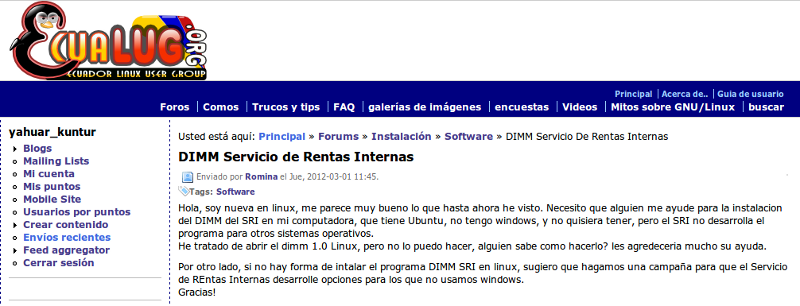 EcuaLUG.ORG
ECUADOR LINUX USER GROUP
Principal | Acerca de.. | Guia de usuario
Foros | Comos | Trucos y tips | FAQ | galerías de imágenes | encuestas | Videos | Mitos sobre GNU/Linux | buscar
yahuar_kuntur
Blogs
Mailing Lists
Mi cuenta
Mis puntos
Mobile Site
Usuarios por puntos
Crear contenido
Envíos recientes
Feed aggregator
Cerrar sesión
Usted está aquí: Principal » Forums » Instalación » Software » DIMM Servicio De Rentas Internas
DIMM Servicio de Rentas Internas
Enviado por Romina el Jue, 2012-03-01 11:45.
Tags: Software
Hola, soy nueva en linux, me parece muy bueno lo que hasta ahora he visto. Necesito que alguien me ayude para la instalacion
del DIMM del SRI en mi computadora, que tiene Ubuntu, no tengo windows, y no quisiera tener, pero el SRI no desarrolla el
programa para otros sistemas operativos.
He tratado de abrir el dimm 1.0 Linux, pero no lo puedo hacer, alguien sabe como hacerlo? les agredeceria mucho su ayuda.
Por otro lado, si no hay forma de intalar el programa DIMM SRI en linux, sugiero que hagamos una campaña para que el Servicio
de REntas Internas desarrolle opciones para los que no usamos windows.
Gracias!